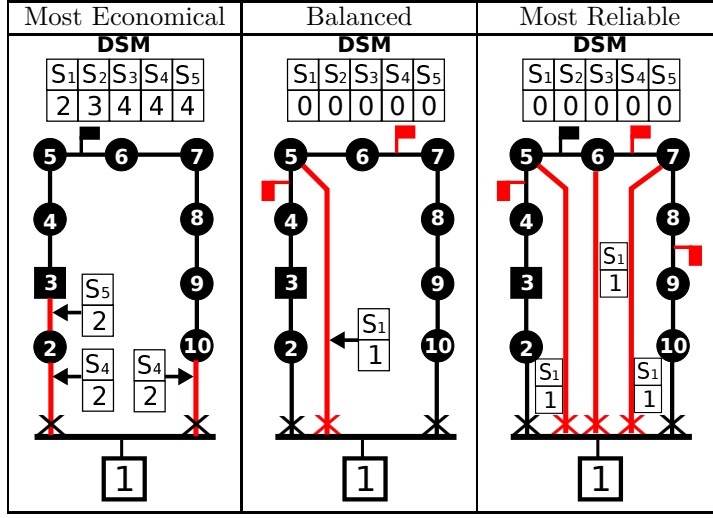 Most Economical Balanced Most Reliable
DSM DSM DSM
S1 S2 S3 S4 S5 S1 S2 S3 S4 S5 S1 S2 S3 S4 S5
2 3 4 4 4 0 0 0 0 0 0 0 0 0 0
5 6 7 5 6 7 5 6 7
4 8 4 8 4 8
S1
1
3 9 3 9 3 9
S5
2
2 10 2 10 2 10
S1
1
S4 S4 S1 S1
2 2 1 1
1 1 1